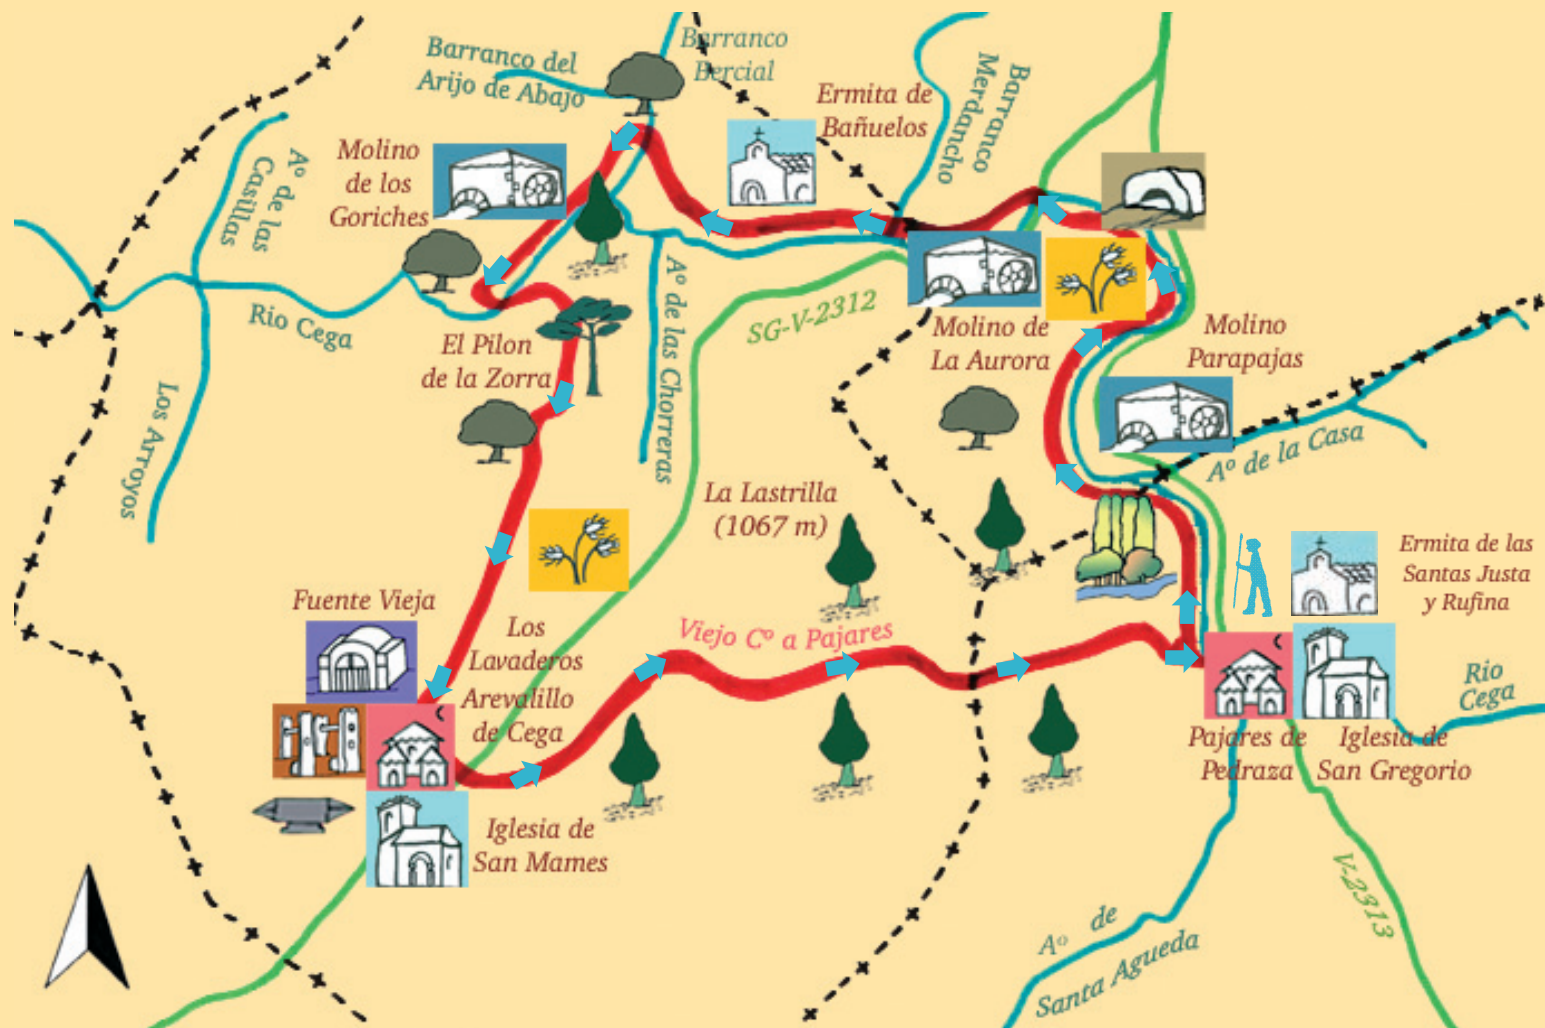 Barranco del
Arijo de Abajo
Barranco
Bercial
Ermita de
Bañuelos
Barranco
Merdancho
Molino
de los
Goriches
Aº de las
Casillas
Rio Cega
El Pilon
de la Zorra
Aº de las Chorreras
SG-V-2312
Molino de
La Aurora
Molino
Parapajas
Los Arroyos
Aº de la Casa
La Lastrilla
(1067 m)
Ermita de las
Santas Justa
y Rufina
Fuente Vieja
Los
Lavaderos
Viejo Cº a Pajares
Arevalillo
de Cega
Rio
Cega
Pajares de
Pedraza
Iglesia de
San Gregorio
Iglesia de
San Mames
V-2313
Aº de
Santa Agueda